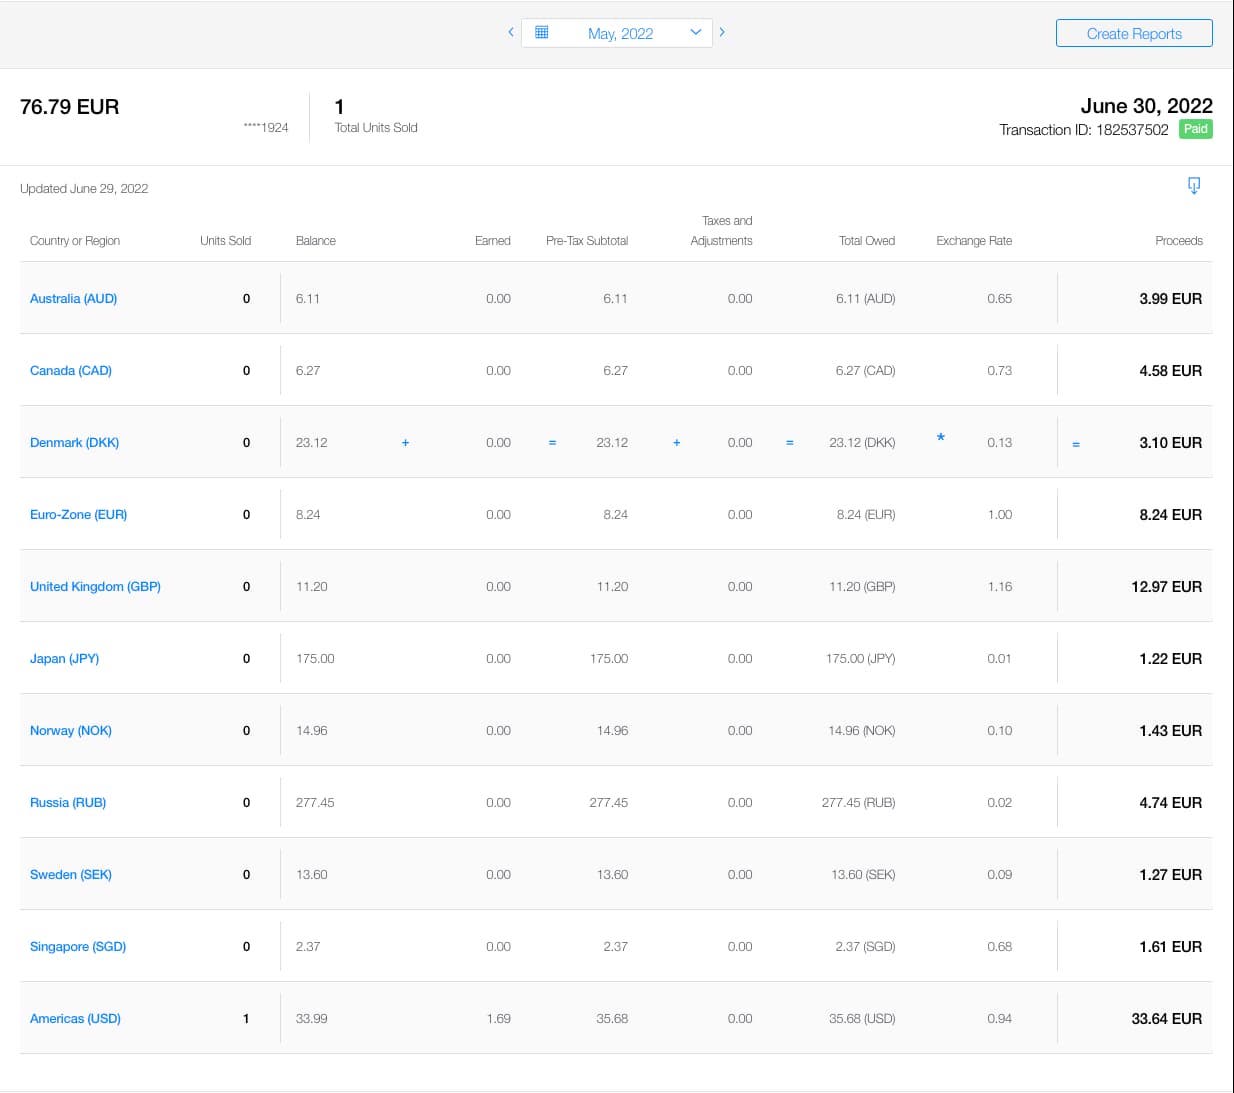 May, 2022
Create Reports
76.79 EUR
****1924
1
Total Units Sold
June 30, 2022
Transaction ID: 182537502 Paid
Updated June 29, 2022
Country or Region Units Sold Balance Earned Pre-Tax Subtotal Taxes and Adjustments Total Owed Exchange Rate Proceeds
Australia (AUD) 0 6.11 0.00 6.11 0.00 6.11 (AUD) 0.65 3.99 EUR
Canada (CAD) 0 6.27 0.00 6.27 0.00 6.27 (CAD) 0.73 4.58 EUR
Denmark (DKK) 0 23.12 + 0.00 = 23.12 + 0.00 = 23.12 (DKK) * 0.13 = 3.10 EUR
Euro-Zone (EUR) 0 8.24 0.00 8.24 0.00 8.24 (EUR) 1.00 8.24 EUR
United Kingdom (GBP) 0 11.20 0.00 11.20 0.00 11.20 (GBP) 1.16 12.97 EUR
Japan (JPY) 0 175.00 0.00 175.00 0.00 175.00 (JPY) 0.01 1.22 EUR
Norway (NOK) 0 14.96 0.00 14.96 0.00 14.96 (NOK) 0.10 1.43 EUR
Russia (RUB) 0 277.45 0.00 277.45 0.00 277.45 (RUB) 0.02 4.74 EUR
Sweden (SEK) 0 13.60 0.00 13.60 0.00 13.60 (SEK) 0.09 1.27 EUR
Singapore (SGD) 0 2.37 0.00 2.37 0.00 2.37 (SGD) 0.68 1.61 EUR
Americas (USD) 1 33.99 1.69 35.68 0.00 35.68 (USD) 0.94 33.64 EUR